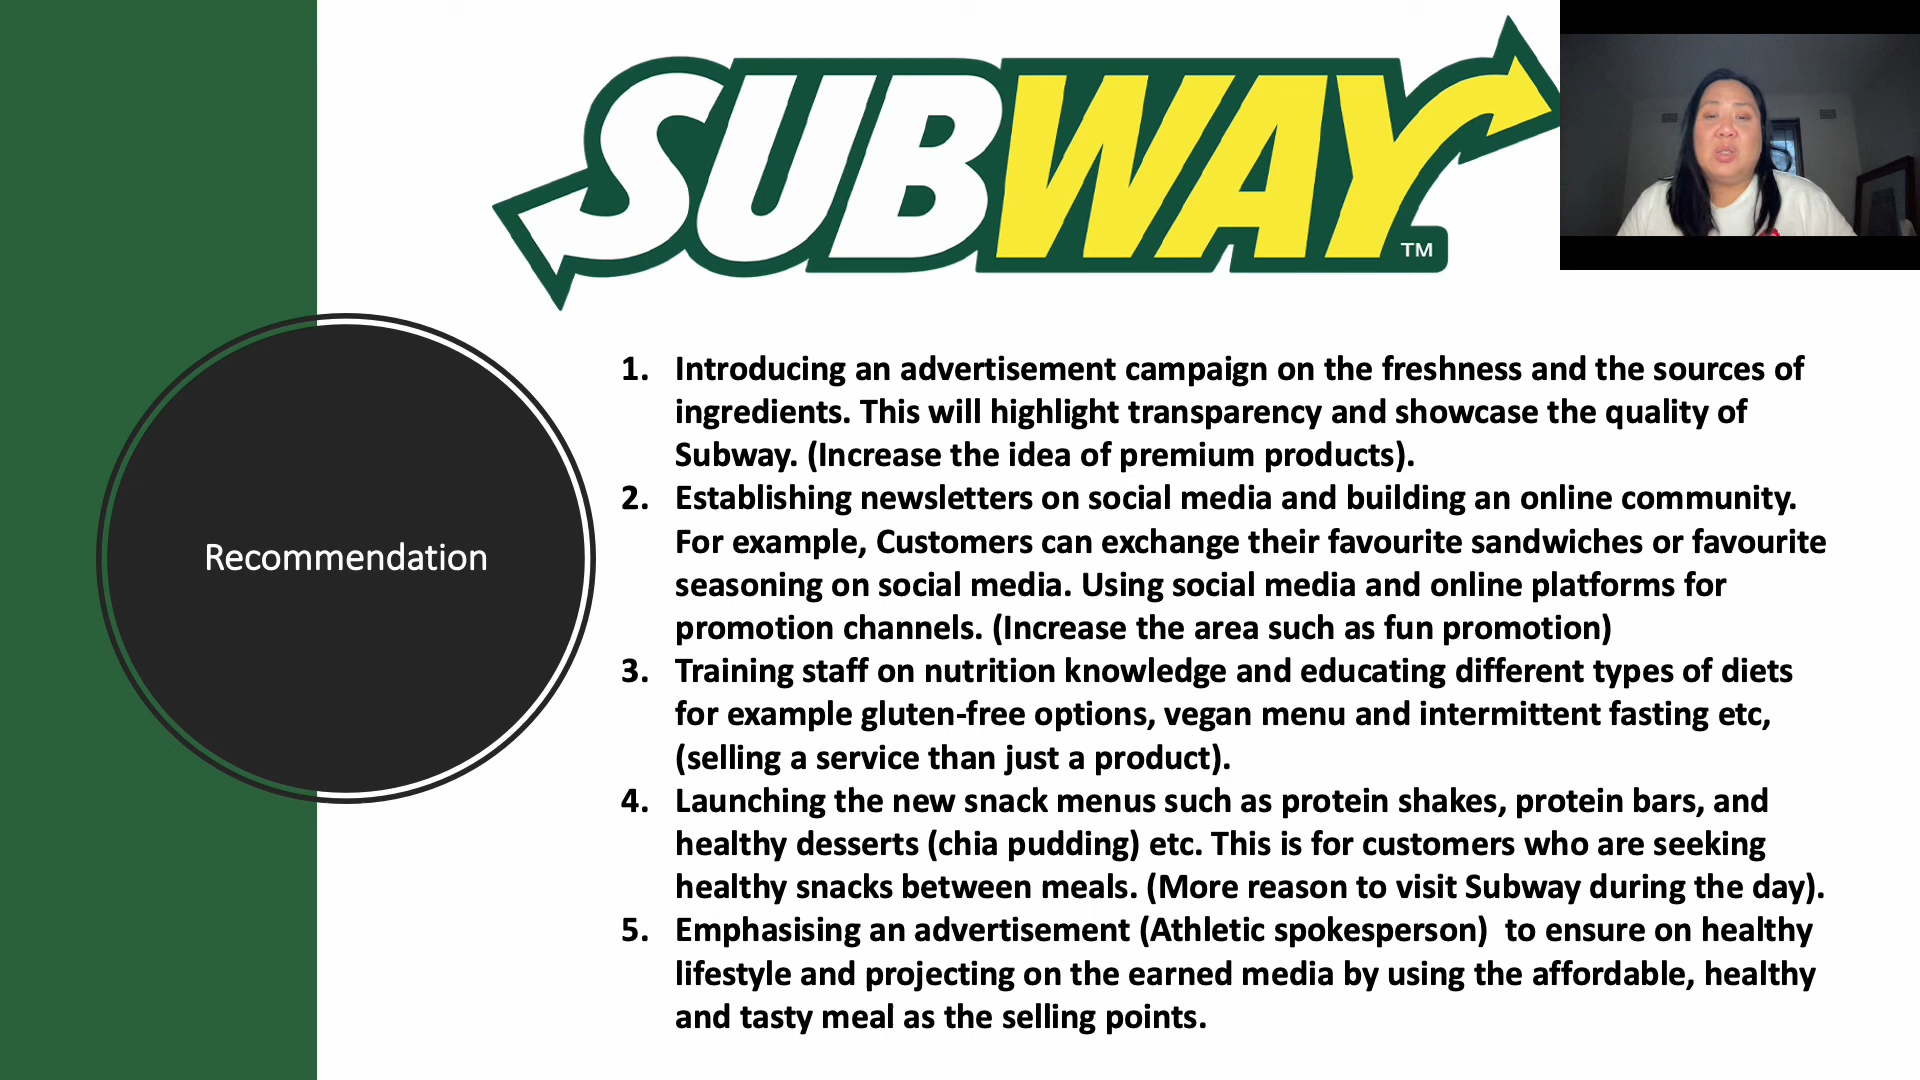 SUBWAY
TM
Recommendation
1. Introducing an advertisement campaign on the freshness and the sources of
ingredients. This will highlight transparency and showcase the quality of
Subway. (Increase the idea of premium products).
2. Establishing newsletters on social media and building an online community.
For example, Customers can exchange their favourite sandwiches or favourite
seasoning on social media. Using social media and online platforms for
promotion channels. (Increase the area such as fun promotion)
3. Training staff on nutrition knowledge and educating different types of diets
for example gluten-free options, vegan menu and intermittent fasting etc,
(selling a service than just a product).
4. Launching the new snack menus such as protein shakes, protein bars, and
healthy desserts (chia pudding) etc. This is for customers who are seeking
healthy snacks between meals. (More reason to visit Subway during the day).
5. Emphasising an advertisement (Athletic spokesperson)  to ensure on healthy
lifestyle and projecting on the earned media by using the affordable, healthy
and tasty meal as the selling points.